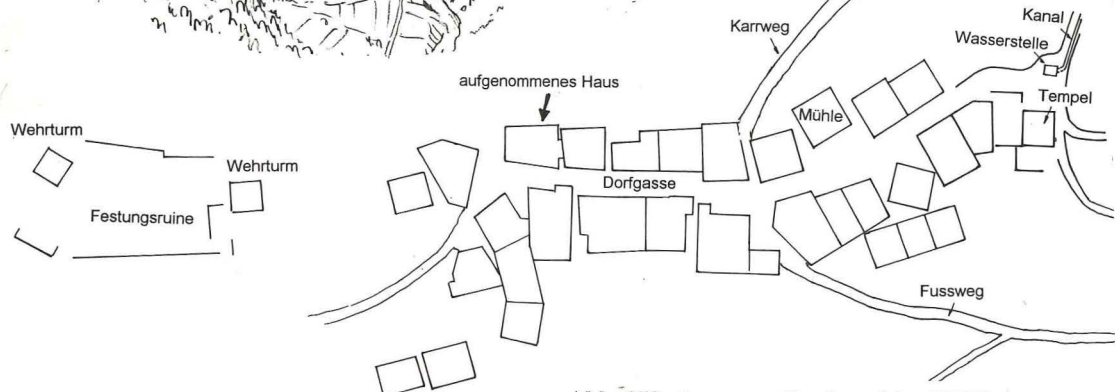 Karrweg
Kanal
Wasserstelle
aufgenommenes Haus
Mühle
Tempel
Wehrturm
Wehrturm
Dorfgasse
Festungsruine
Fussweg